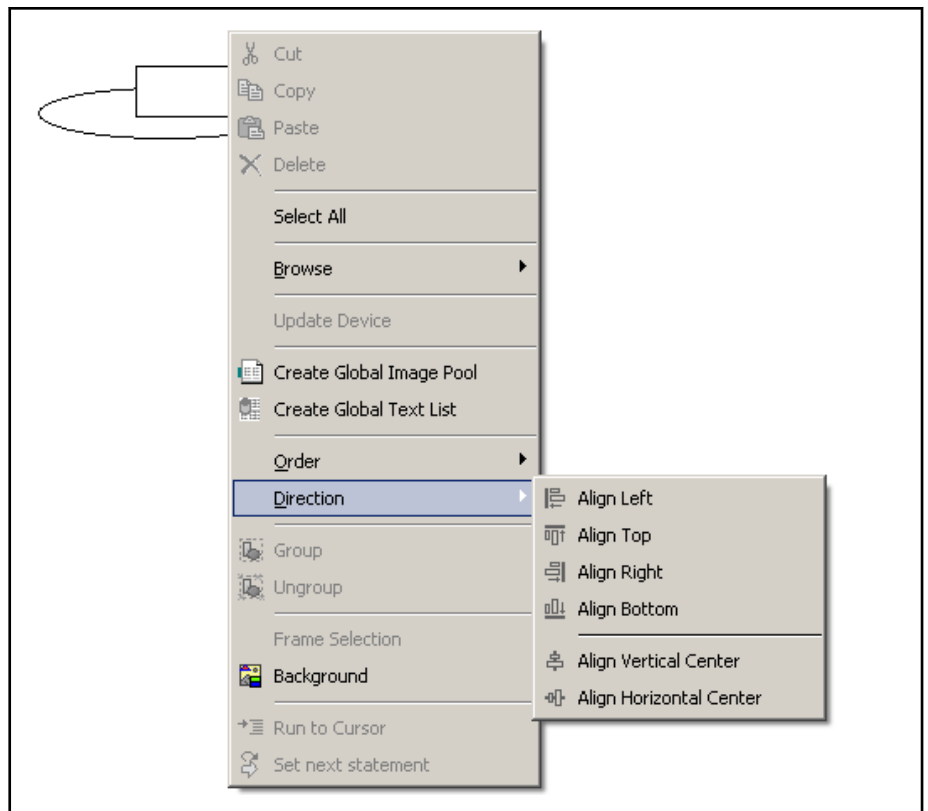 Cut
Copy
Paste
Delete
Select All
Browse
Update Device
Create Global Image Pool
Create Global Text List
Order
Direction
Group
Ungroup
Frame Selection
Background
Run to Cursor
Set next statement
Align Left
Align Top
Align Right
Align Bottom
Align Vertical Center
Align Horizontal Center